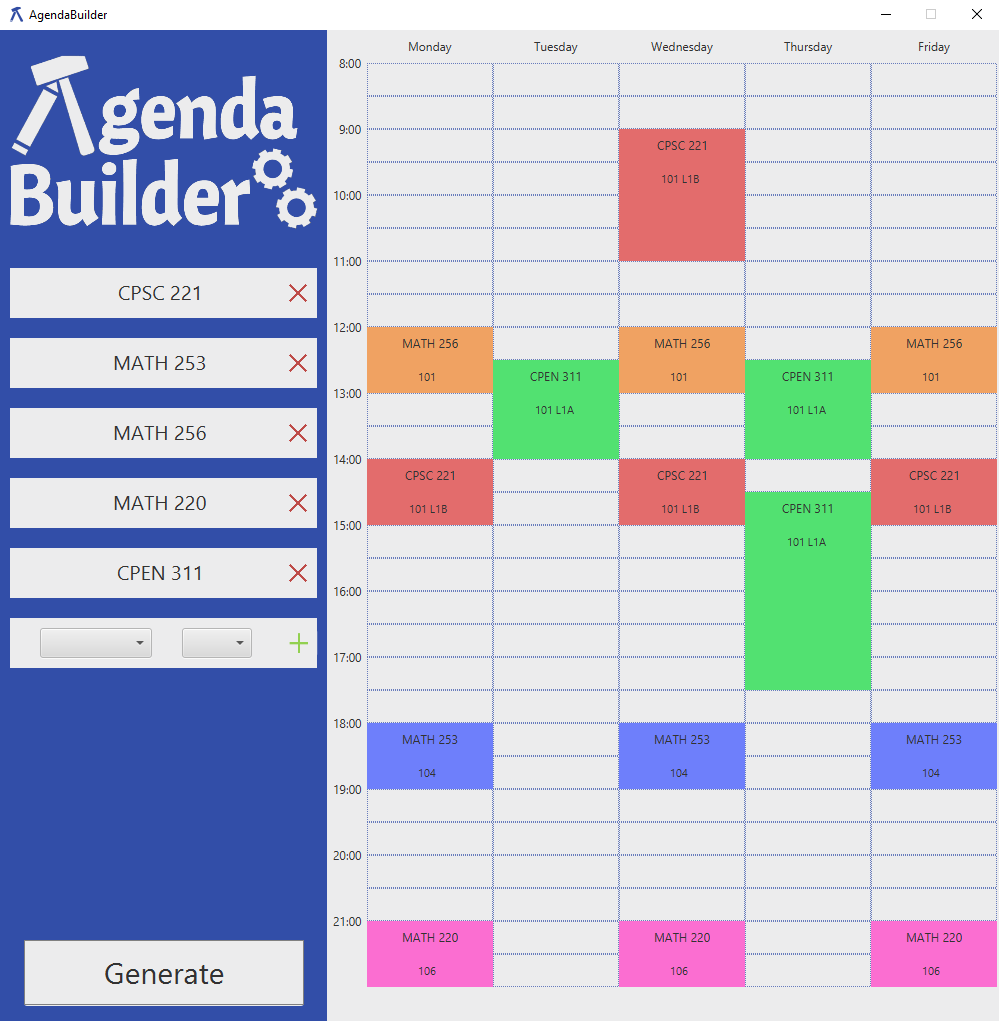 AgendaBuilder
Agenda
Builder
CPSC 221
MATH 253
MATH 256
MATH 220
CPEN 311
Generate
Monday Tuesday Wednesday Thursday Friday
8:00
9:00
CPSC 221
101 L1B
10:00
11:00
12:00
MATH 256 MATH 256 MATH 256
CPEN 311 CPEN 311
101 101 101
13:00
101 L1A 101 L1A
14:00
CPSC 221 CPSC 221 CPSC 221
CPEN 311
101 L1B 101 L1B 101 L1B
15:00
101 L1A
16:00
17:00
18:00
MATH 253 MATH 253 MATH 253
104 104 104
19:00
20:00
21:00
MATH 220 MATH 220 MATH 220
106 106 106